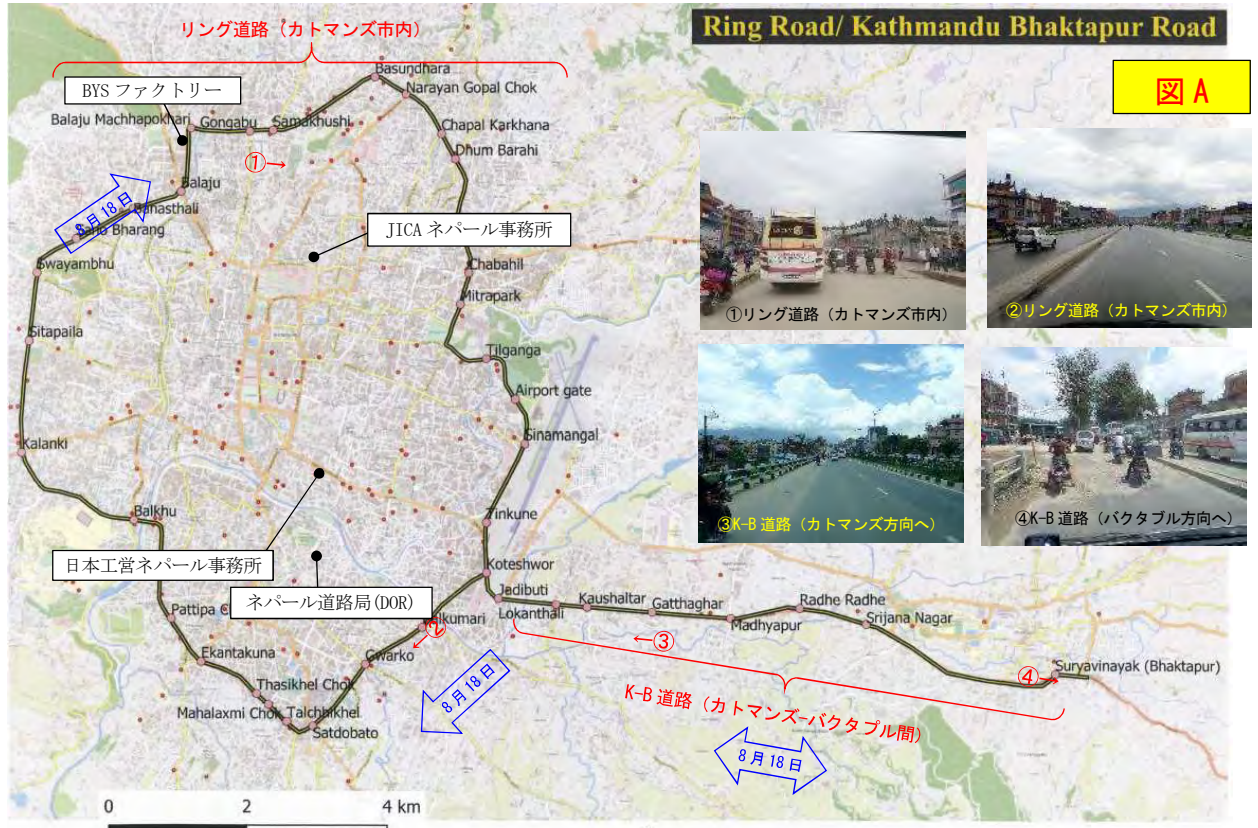 リング道路（カトマンズ市内）
Ring Road/ Kathmandu Bhaktapur Road
図 A
BYS ファクトリー
Basundhara
Narayan Gopal Chok
Balaju Machhapokhari
Gongabu
Samakhushi
Chapal Karkhana
Dhum Barahi
①→
Balaju
8月18日
Banasthali
Sano Bharang
Swayambhu
JICA ネパール事務所
Chabahil
Mitrapark
Sitapaila
Tilganga
Airport gate
Sinamangal
Kalanki
Balkhu
Tinkune
日本工営ネパール事務所
Koteshwor
ネパール道路局(DOR)
Jadibuti
Lokanthali
Kaushaltar
Gatthaghar
Madhyapur
Radhe Radhe
Srijana Nagar
Suryavinayak (Bhaktapur)
Pattipa
②
←③
④
Gwarko
Ekantakuna
8月18日
K-B 道路（カトマンズ-バクタプル間）
Thasikhel Chok
Mahalaxmi Chok
Talchhikhel
Satdobato
8月18日
0 2 4 km
①リング道路（カトマンズ市内）
②リング道路（カトマンズ市内）
③K-B 道路（カトマンズ方向へ）
④K-B 道路（バクタプル方向へ）